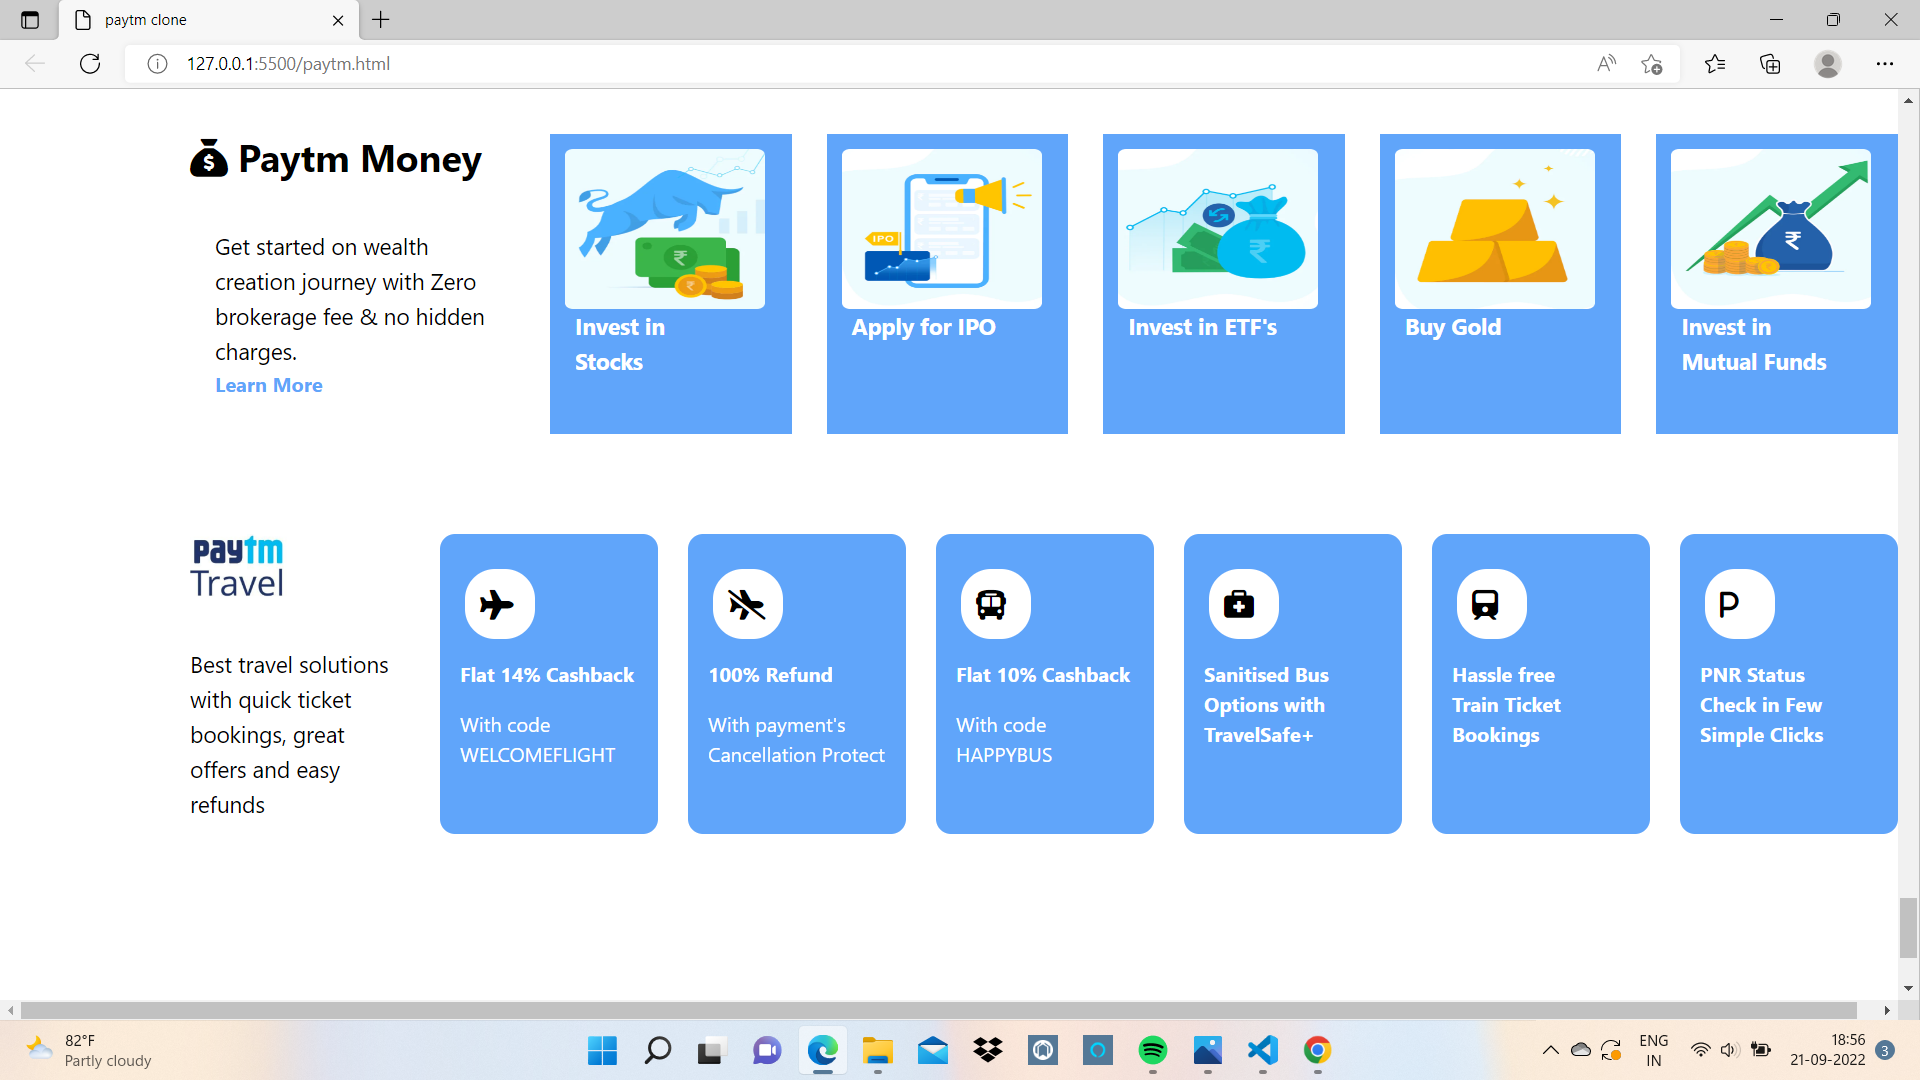 paytm clone
127.0.0.1:5500/paytm.html
Paytm Money
Get started on wealth
creation journey with Zero
brokerage fee & no hidden
charges.
Learn More
Invest in
Stocks
IPO
Apply for IPO
Invest in ETF's
Buy Gold
Invest in
Mutual Funds
paytm
Travel
Best travel solutions
with quick ticket
bookings, great
offers and easy
refunds
Flat 14% Cashback
With code
WELCOMEFLIGHT
100% Refund
With payment's
Cancellation Protect
Flat 10% Cashback
With code
HAPPYBUS
Sanitised Bus
Options with
TravelSafe+
Hassle free
Train Ticket
Bookings
P
PNR Status
Check in Few
Simple Clicks
82°F
Partly cloudy
ENG
IN
18:56
21-09-2022
3